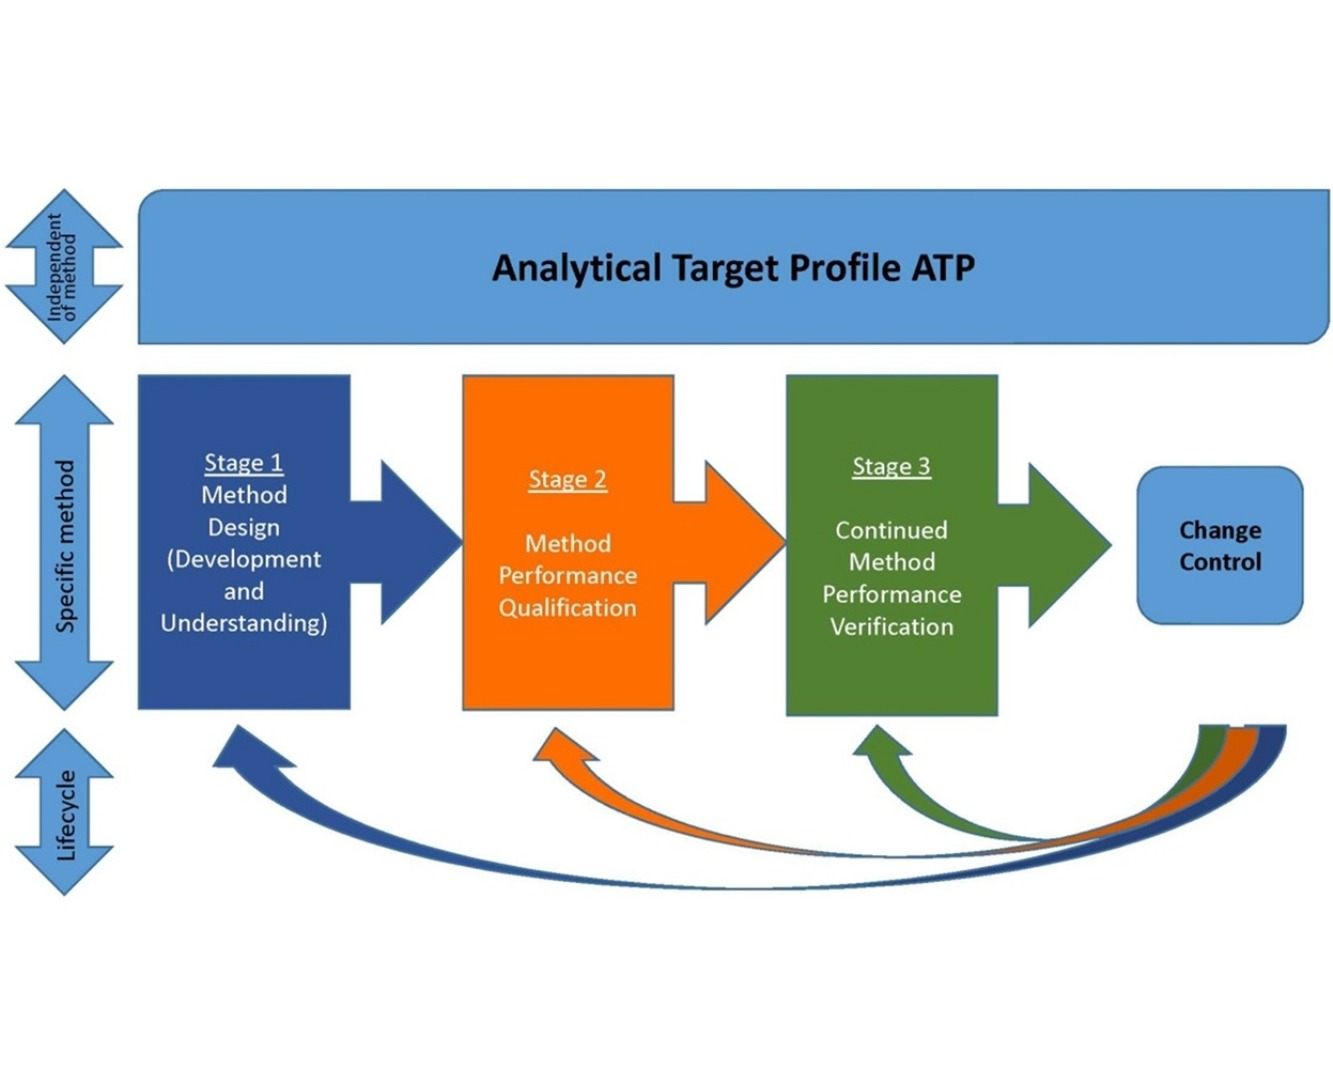 Independent
of method
Analytical Target Profile ATP
Specific method
Stage 1
Method
Design
(Development
and
Understanding)
Stage 2
Method
Performance
Qualification
Stage 3
Continued
Method
Performance
Verification
Change
Control
Lifecycle